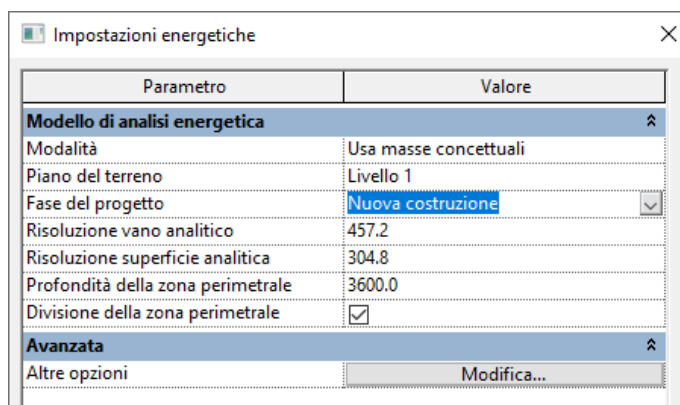 Impostazioni energetiche
Parametro Valore
Modello di analisi energetica
Modalità Usa masse concettuali
Piano del terreno Livello 1
Fase del progetto Nuova costruzione
Risoluzione vano analitico 457.2
Risoluzione superficie analitica 304.8
Profondità della zona perimetrale 3600.0
Divisione della zona perimetrale
Avanzata
Altre opzioni Modifica...